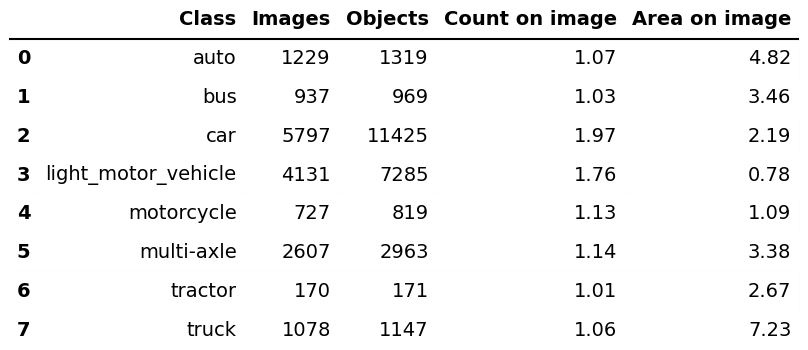 Class Images Objects Count on image Area on image
0 auto 1229 1319 1.07 4.82
1 bus 937 969 1.03 3.46
2 car 5797 11425 1.97 2.19
3 light_motor_vehicle 4131 7285 1.76 0.78
4 motorcycle 727 819 1.13 1.09
5 multi-axle 2607 2963 1.14 3.38
6 tractor 170 171 1.01 2.67
7 truck 1078 1147 1.06 7.23